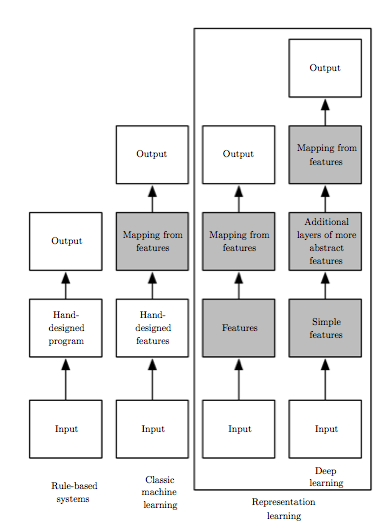 Output
Output
Output
Mapping from
features
Output
Mapping from
features
Mapping from
features
Additional
layers of more
abstract
features
Hand-
designed
program
Hand-
designed
features
Features
Simple
features
Input
Input
Input
Input
Rule-based
systems
Classic
machine
learning
Deep
learning
Representation
learning